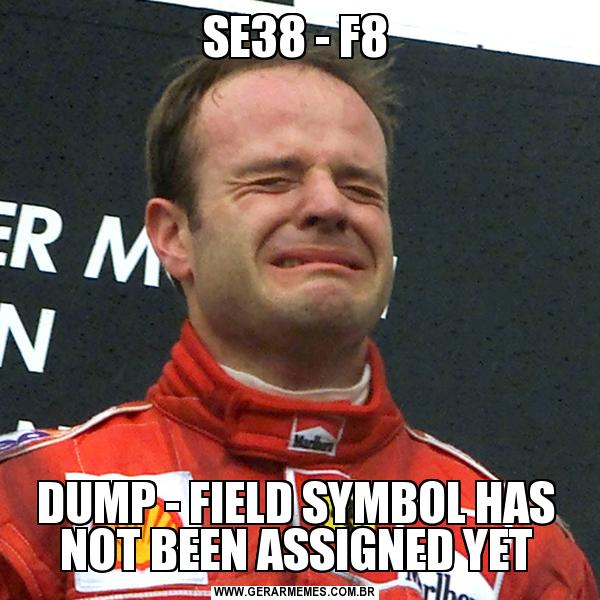 SE38 - F8
ER M
N
Marlboro
DUMP - FIELD SYMBOL HAS
NOT BEEN ASSIGNED YET
Marlboro
WWW.GERARMEMES.COM.BR